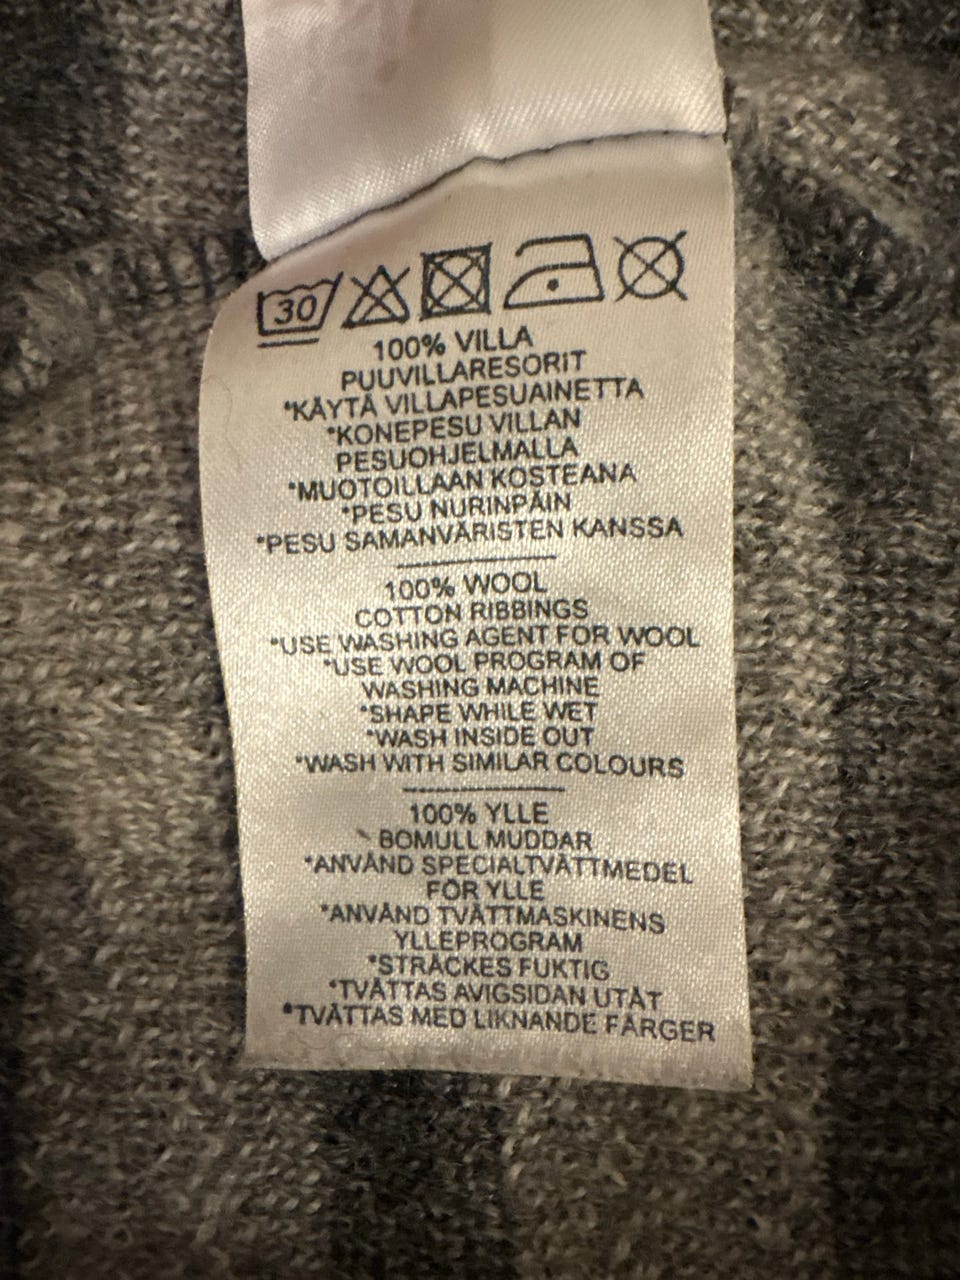 30
100% VILLA
PUUVILLARESORIT
*KÄYTÄ VILLAPESUAINETTA
*KONEPESU VILLAN
PESUOHJELMALLA
*MUOTOILLAAN KOSTEANA
*PESU NURINPÄIN
*PESU SAMANVÄRISTEN KANSSA
100% WOOL
COTTON RIBBINGS
*USE WASHING AGENT FOR WOOL
*USE WOOL PROGRAM OF
WASHING MACHINE
*SHAPE WHILE WET
*WASH INSIDE OUT
*WASH WITH SIMILAR COLOURS
100% YLLE
BOMULL MUDDAR
*ANVÄND SPECIALTVÄTTMEDEL
FÖR YLLE
*ANVÄND TVÄTTMASKINENS
YLLEPROGRAM
*STRÄCKES FUKTIG
*TVÄTTAS AVIGSIDAN UTÅT
*TVÄTTAS MED LIKNANDE FÄRGER